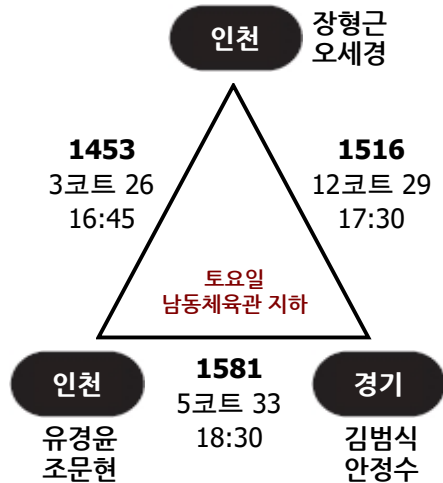 인천
장형근
오세경
1453
3코트 26
16:45
1516
12코트 29
17:30
토요일
남동체육관 지하
인천
유경윤
조문현
1581
5코트 33
18:30
경기
김범식
안정수